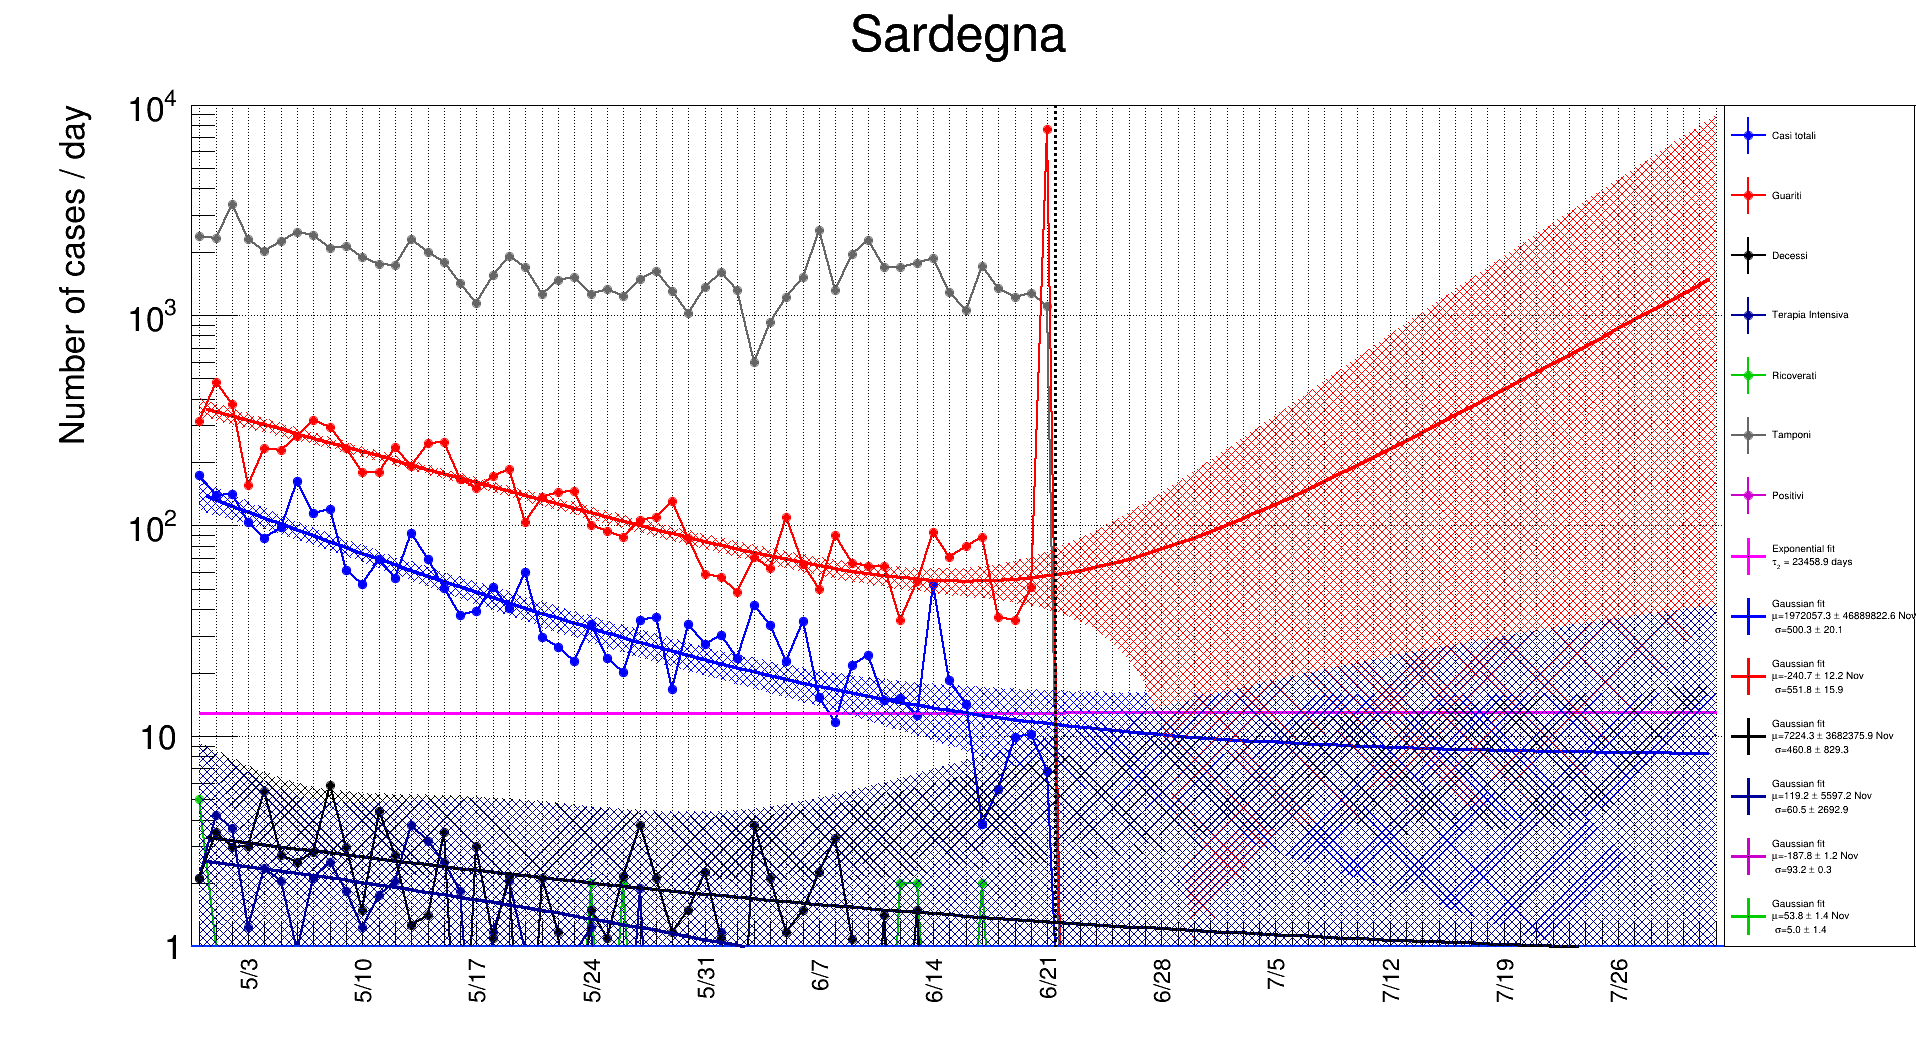 Sardegna
Number of cases / day
10⁴
10³
10²
10
1
5/3
5/10
5/17
5/24
5/31
6/7
6/14
6/21
6/28
7/5
7/12
7/19
7/26
Casi totali
Guariti
Decessi
Terapia Intensiva
Ricoverati
Tamponi
Positivi
Exponential fit
τ₂ = 23458.9 days
Gaussian fit
μ=1972057.3 ± 46889822.6 Nov
σ=500.3 ± 20.1
Gaussian fit
μ=-240.7 ± 12.2 Nov
σ=551.8 ± 15.9
Gaussian fit
μ=7224.3 ± 3682375.9 Nov
σ=460.8 ± 829.3
Gaussian fit
μ=119.2 ± 5597.2 Nov
σ=60.5 ± 2692.9
Gaussian fit
μ=-187.8 ± 1.2 Nov
σ=93.2 ± 0.3
Gaussian fit
μ=53.8 ± 1.4 Nov
σ=5.0 ± 1.4